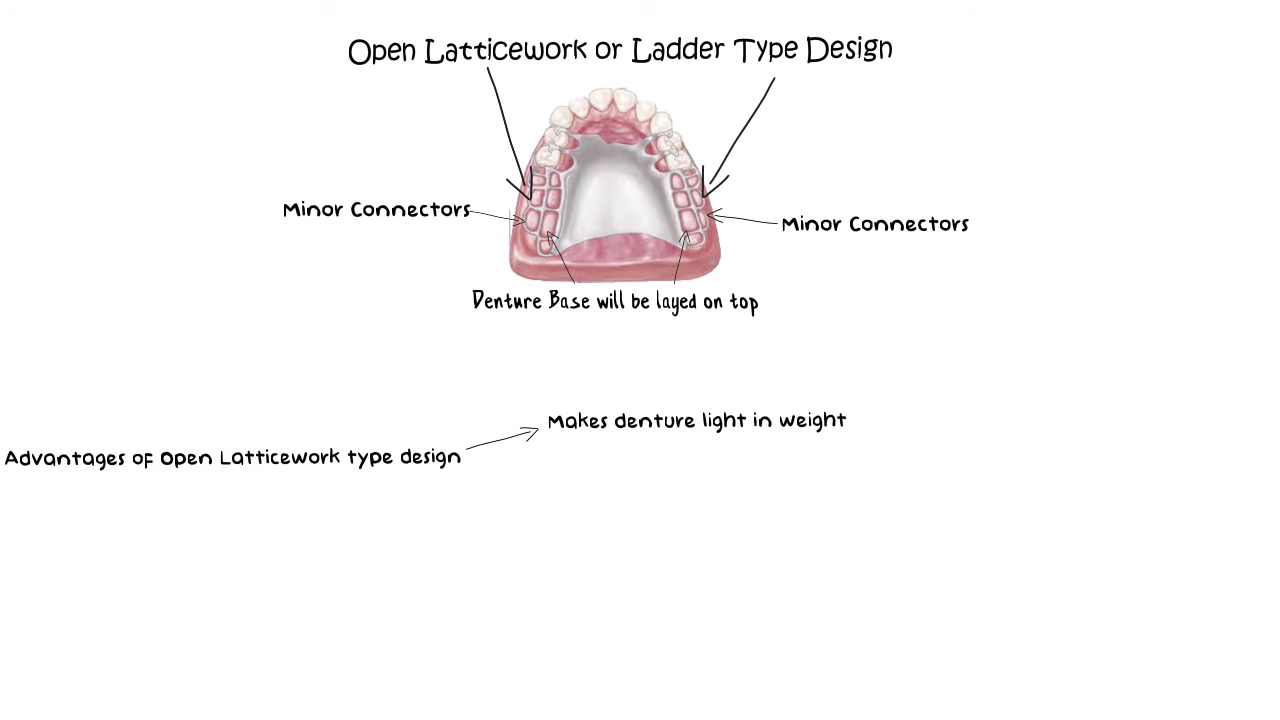 Open Latticework or Ladder Type Design
Minor Connectors
Minor Connectors
Denture Base will be layed on top
Makes denture light in weight
Advantages of Open Latticework type design